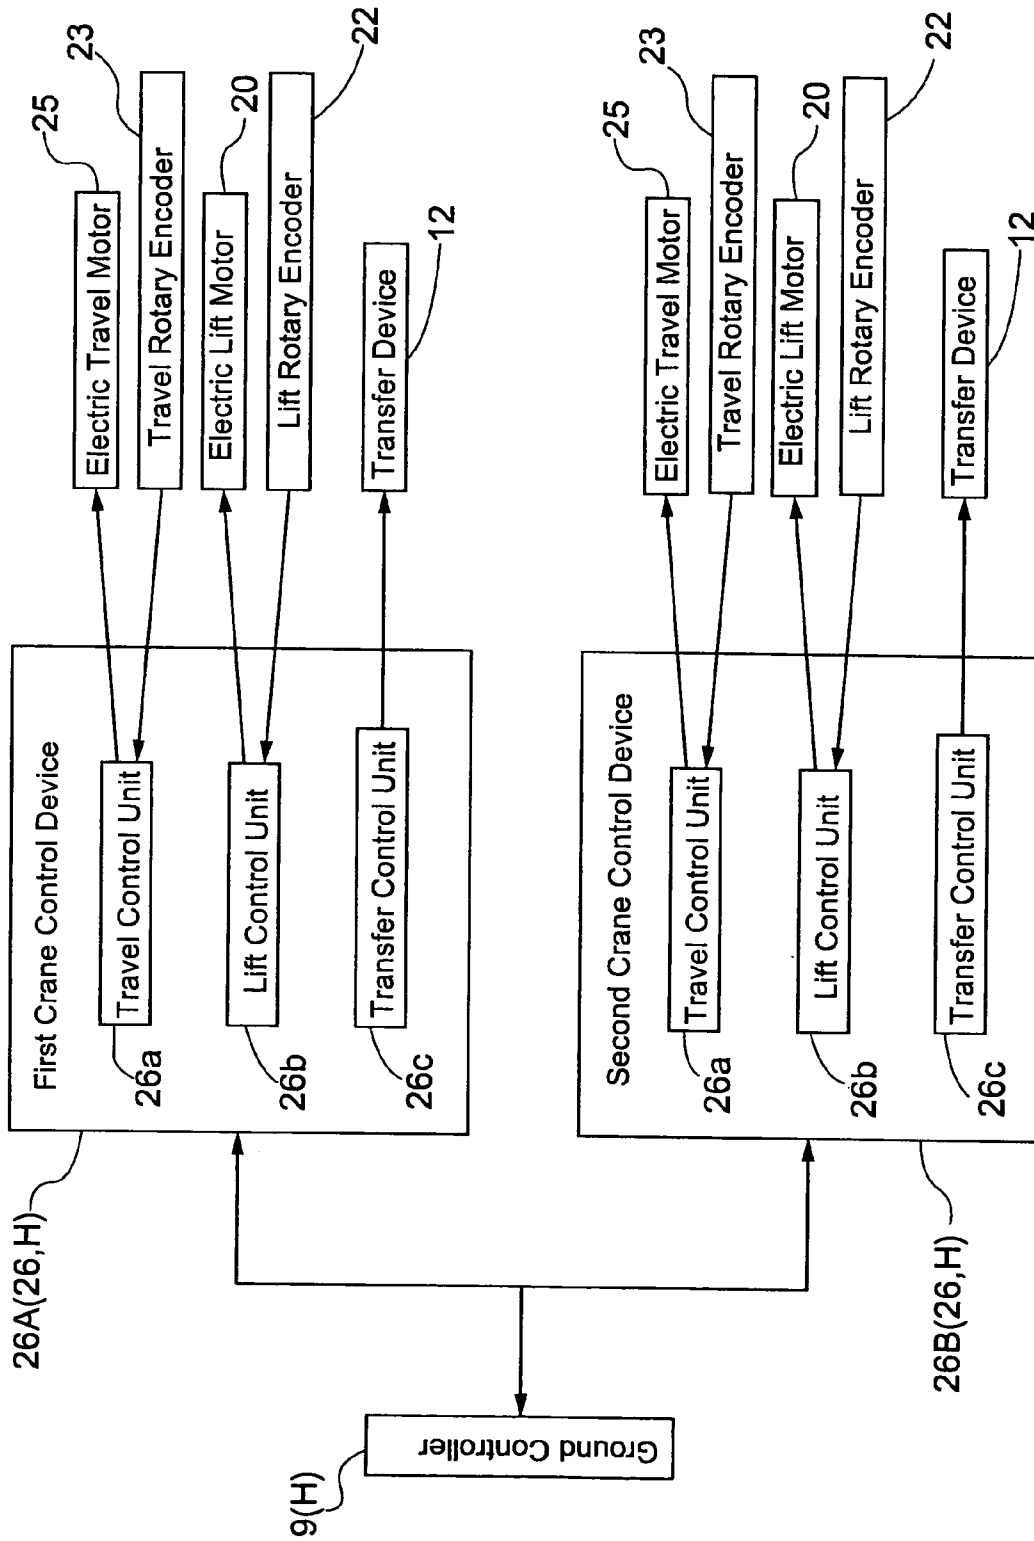 9(H)
Ground Controller
26A(26,H)
First Crane Control Device
26a
Travel Control Unit
26b
Lift Control Unit
26c
Transfer Control Unit
Electric Travel Motor
25
Travel Rotary Encoder
23
Electric Lift Motor
20
Lift Rotary Encoder
22
Transfer Device
12
26B(26,H)
Second Crane Control Device
26a
Travel Control Unit
26b
Lift Control Unit
26c
Transfer Control Unit
Electric Travel Motor
25
Travel Rotary Encoder
23
Electric Lift Motor
20
Lift Rotary Encoder
22
Transfer Device
12